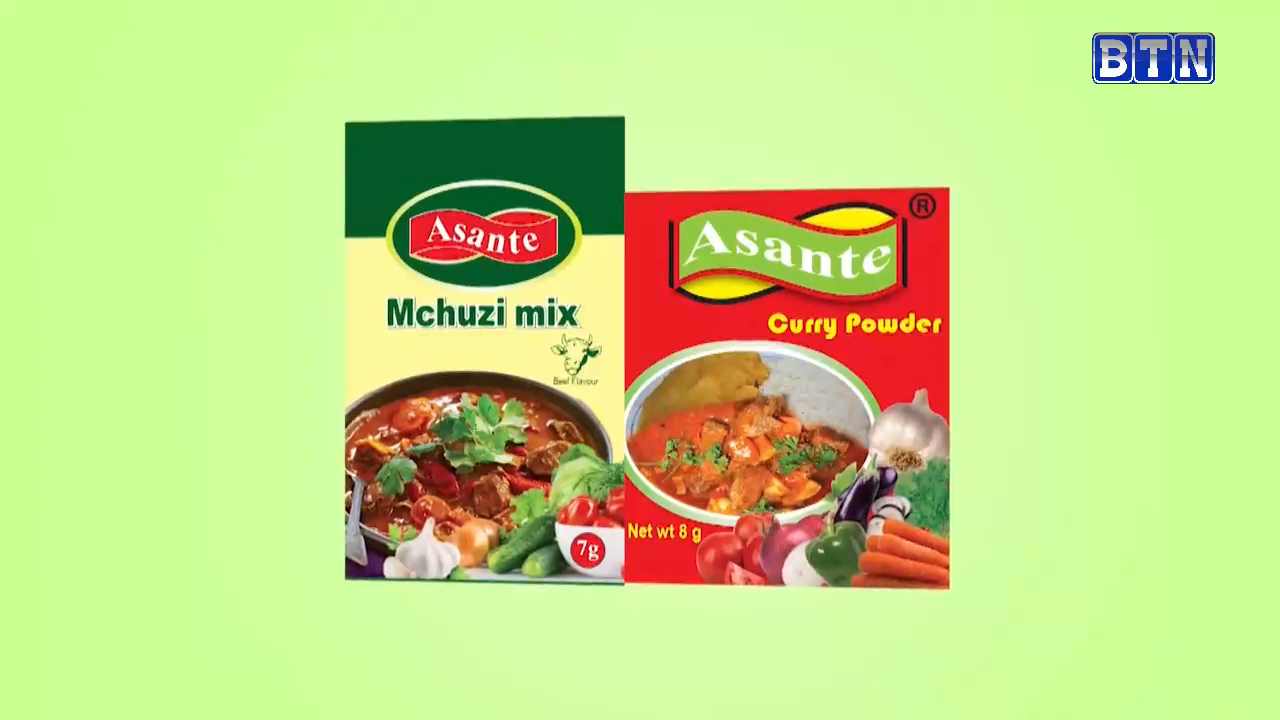 BTN
Asante
Mchuzi mix
Beef Flavour
7g
Asante ®
Curry Powder
Net wt 8 g